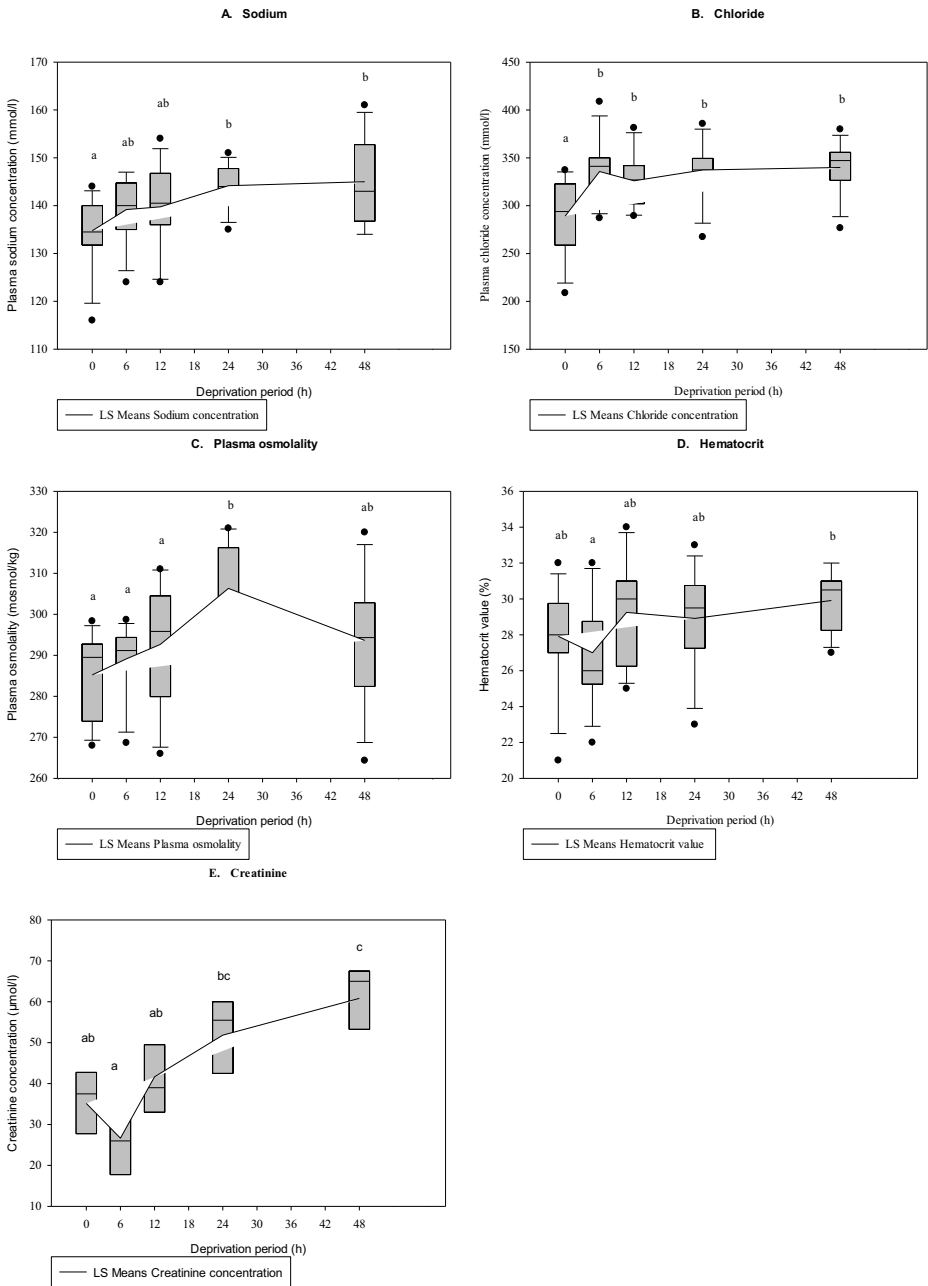 A. Sodium
170
160
150
140
130
120
110
Plasma sodium concentration (mmol/l)
a
ab
ab
b
b
0 6 12 18 24 30 36 42 48
Deprivation period (h)
LS Means Sodium concentration
B. Chloride
450
400
350
300
250
200
150
Plasma chloride concentration (mmol/l)
a
b
b
b
b
0 6 12 18 24 30 36 42 48
Deprivation period (h)
LS Means Chloride concentration
C. Plasma osmolality
330
320
310
300
290
280
270
260
Plasma osmolality (mosmol/kg)
a
a
a
b
ab
0 6 12 18 24 30 36 42 48
Deprivation period (h)
LS Means Plasma osmolality
D. Hematocrit
36
34
32
30
28
26
24
22
20
Hematocrit value (%)
ab
a
ab
ab
b
0 6 12 18 24 30 36 42 48
Deprivation period (h)
LS Means Hematocrit value
E. Creatinine
80
70
60
50
40
30
20
10
Creatinine concentration (µmol/l)
ab
a
ab
bc
c
0 6 12 18 24 30 36 42 48
Deprivation period (h)
LS Means Creatinine concentration